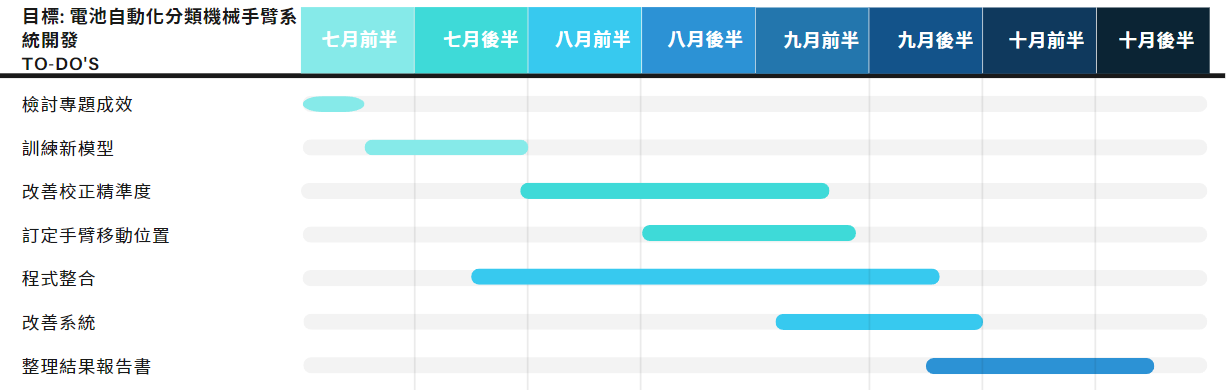 目標: 電池自動化分類機械手臂系
統開發
TO-DO'S
七月前半 七月後半 八月前半 八月後半 九月前半 九月後半 十月前半 十月後半
檢討專題成效
訓練新模型
改善校正精準度
訂定手臂移動位置
程式整合
改善系統
整理結果報告書